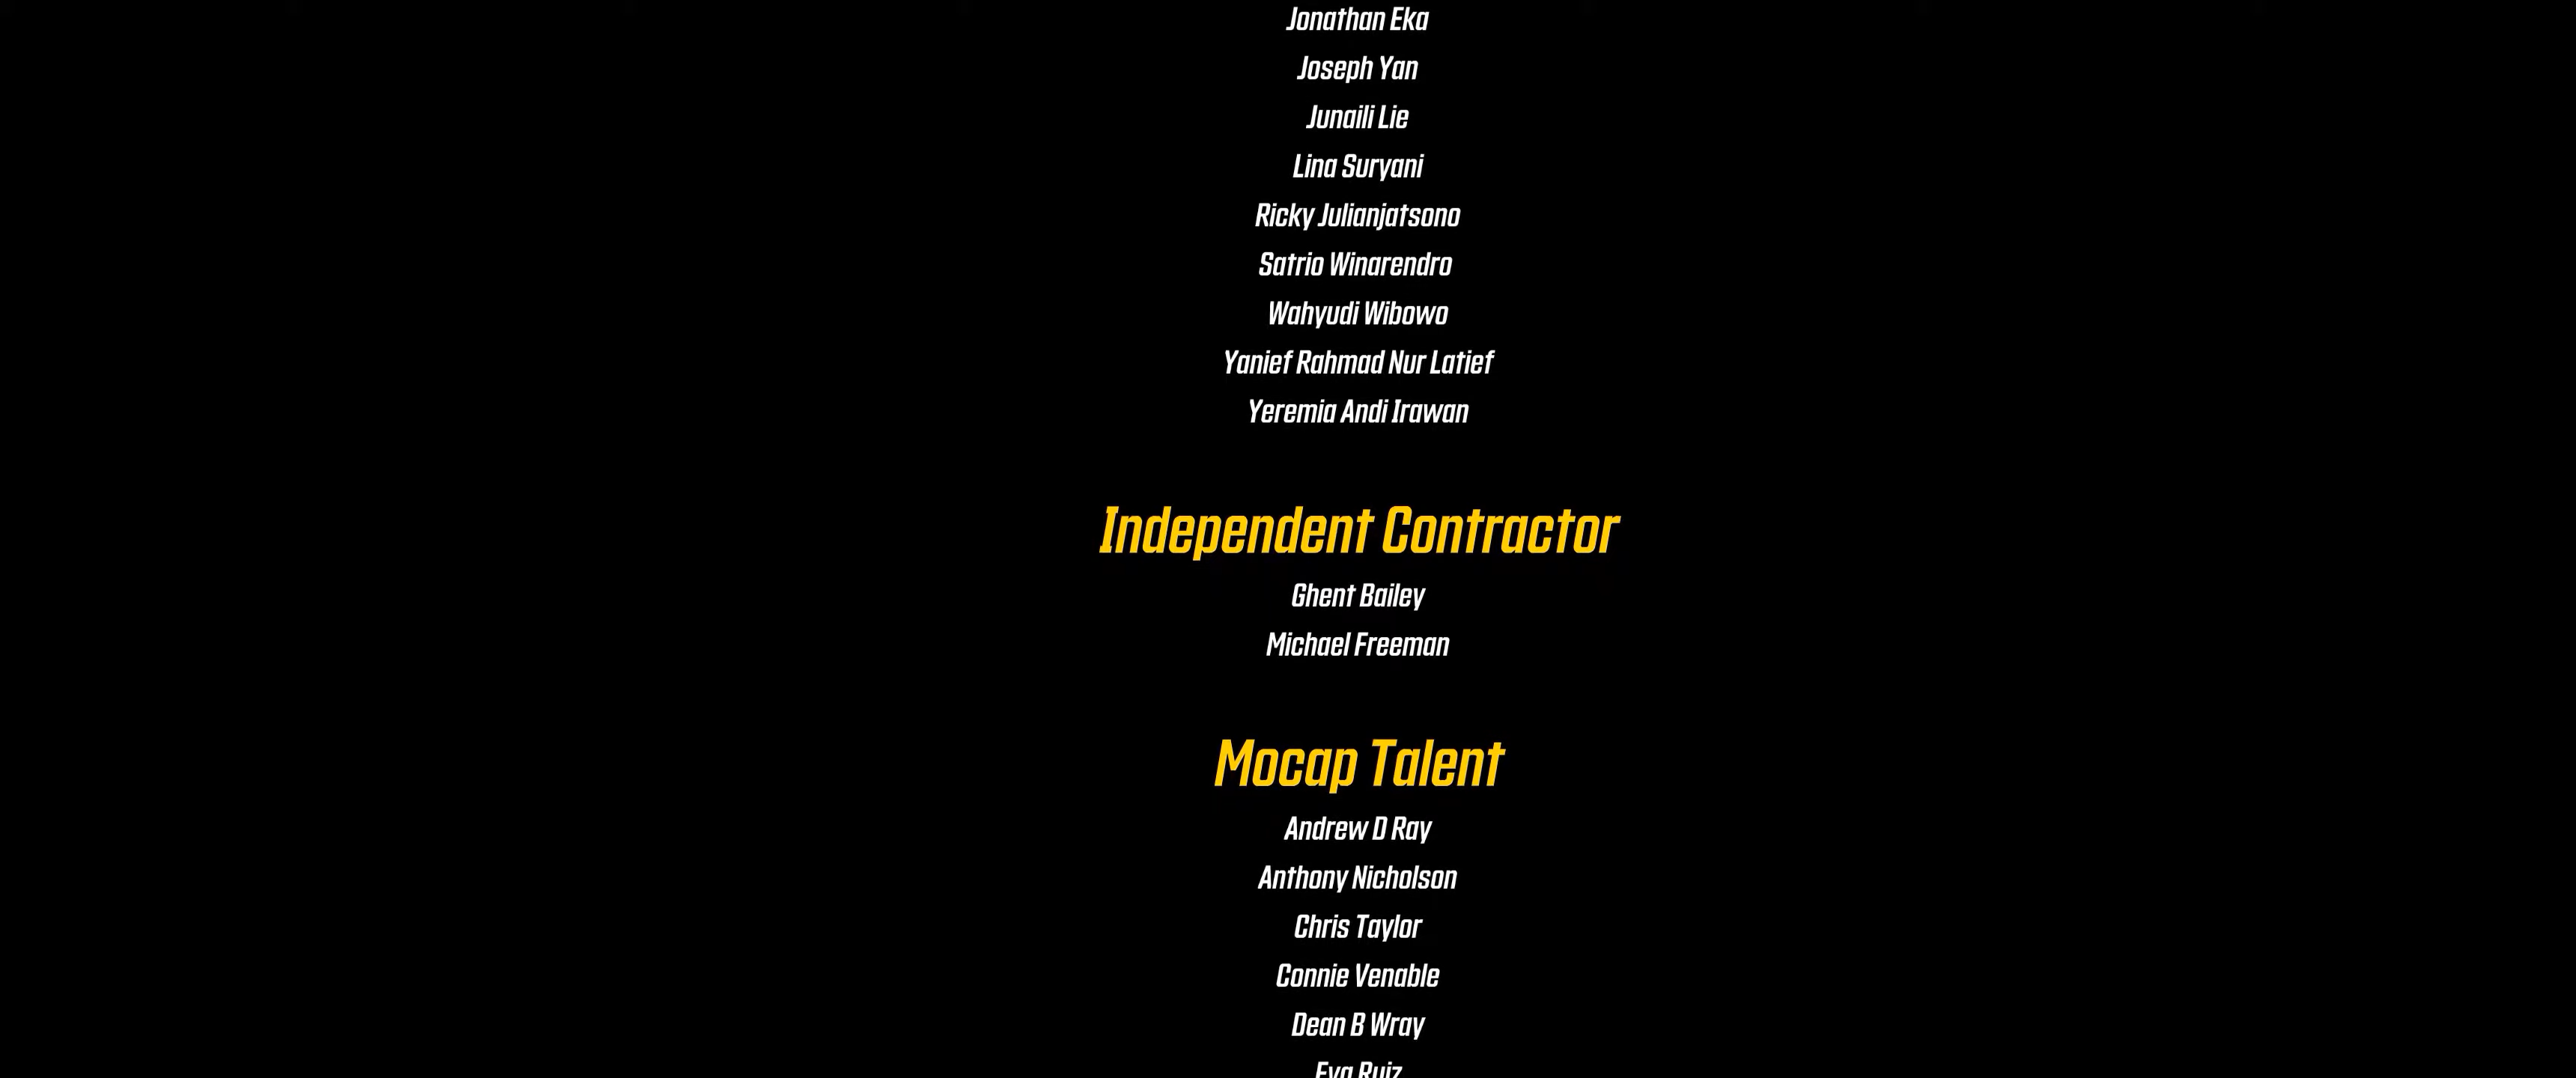 Jonathan Eka
Joseph Yan
Junaili Lie
Lina Suryani
Ricky Julianjatsono
Satrio Winarendro
Wahyudi Wibowo
Yanief Rahmad Nur Latief
Yeremia Andi Irawan
Independent Contractor
Ghent Bailey
Michael Freeman
Mocap Talent
Andrew D Ray
Anthony Nicholson
Chris Taylor
Connie Venable
Dean B Wray
Eva Ruiz